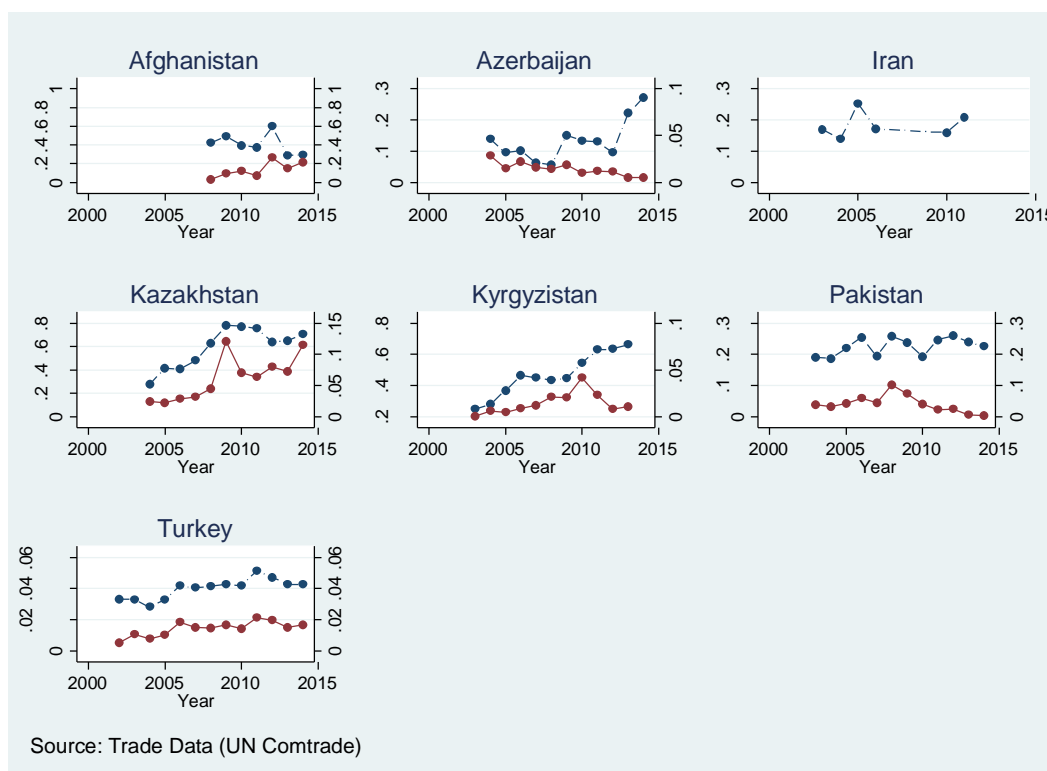 Afghanistan
0 .2 .4 .6 .8 1
0 .2 .4 .6 .8 1
2000 2005 2010 2015
Year
Azerbaijan
0 .1 .2 .3
0 .05 .1
2000 2005 2010 2015
Year
Iran
0 .1 .2 .3
2000 2005 2010 2015
Year
Kazakhstan
0 .2 .4 .6 .8
0 .05 .1 .15
2000 2005 2010 2015
Year
Kyrgyzistan
.2 .4 .6 .8
0 .05 .1
2000 2005 2010 2015
Year
Pakistan
0 .1 .2 .3
0 .1 .2 .3
2000 2005 2010 2015
Year
Turkey
0 .02 .04 .06
0 .02 .04 .06
2000 2005 2010 2015
Year
Source: Trade Data (UN Comtrade)